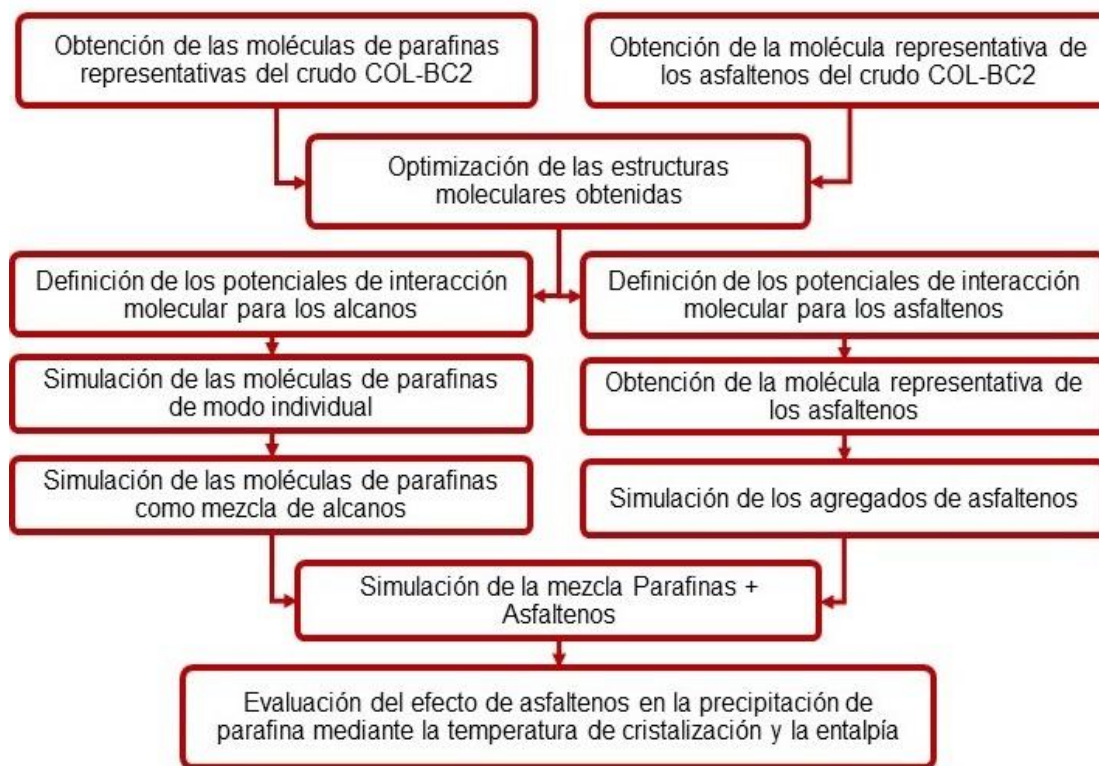 Obtención de las moléculas de parafinas
representativas del crudo COL-BC2
Obtención de la molécula representativa de
los asfaltenos del crudo COL-BC2
Optimización de las estructuras
moleculares obtenidas
Definición de los potenciales de interacción
molecular para los alcanos
Definición de los potenciales de interacción
molecular para los asfaltenos
Simulación de las moléculas de parafinas
de modo individual
Obtención de la molécula representativa de
los asfaltenos
Simulación de las moléculas de parafinas
como mezcla de alcanos
Simulación de los agregados de asfaltenos
Simulación de la mezcla Parafinas +
Asfaltenos
Evaluación del efecto de asfaltenos en la precipitación de
parafina mediante la temperatura de cristalización y la entalpía